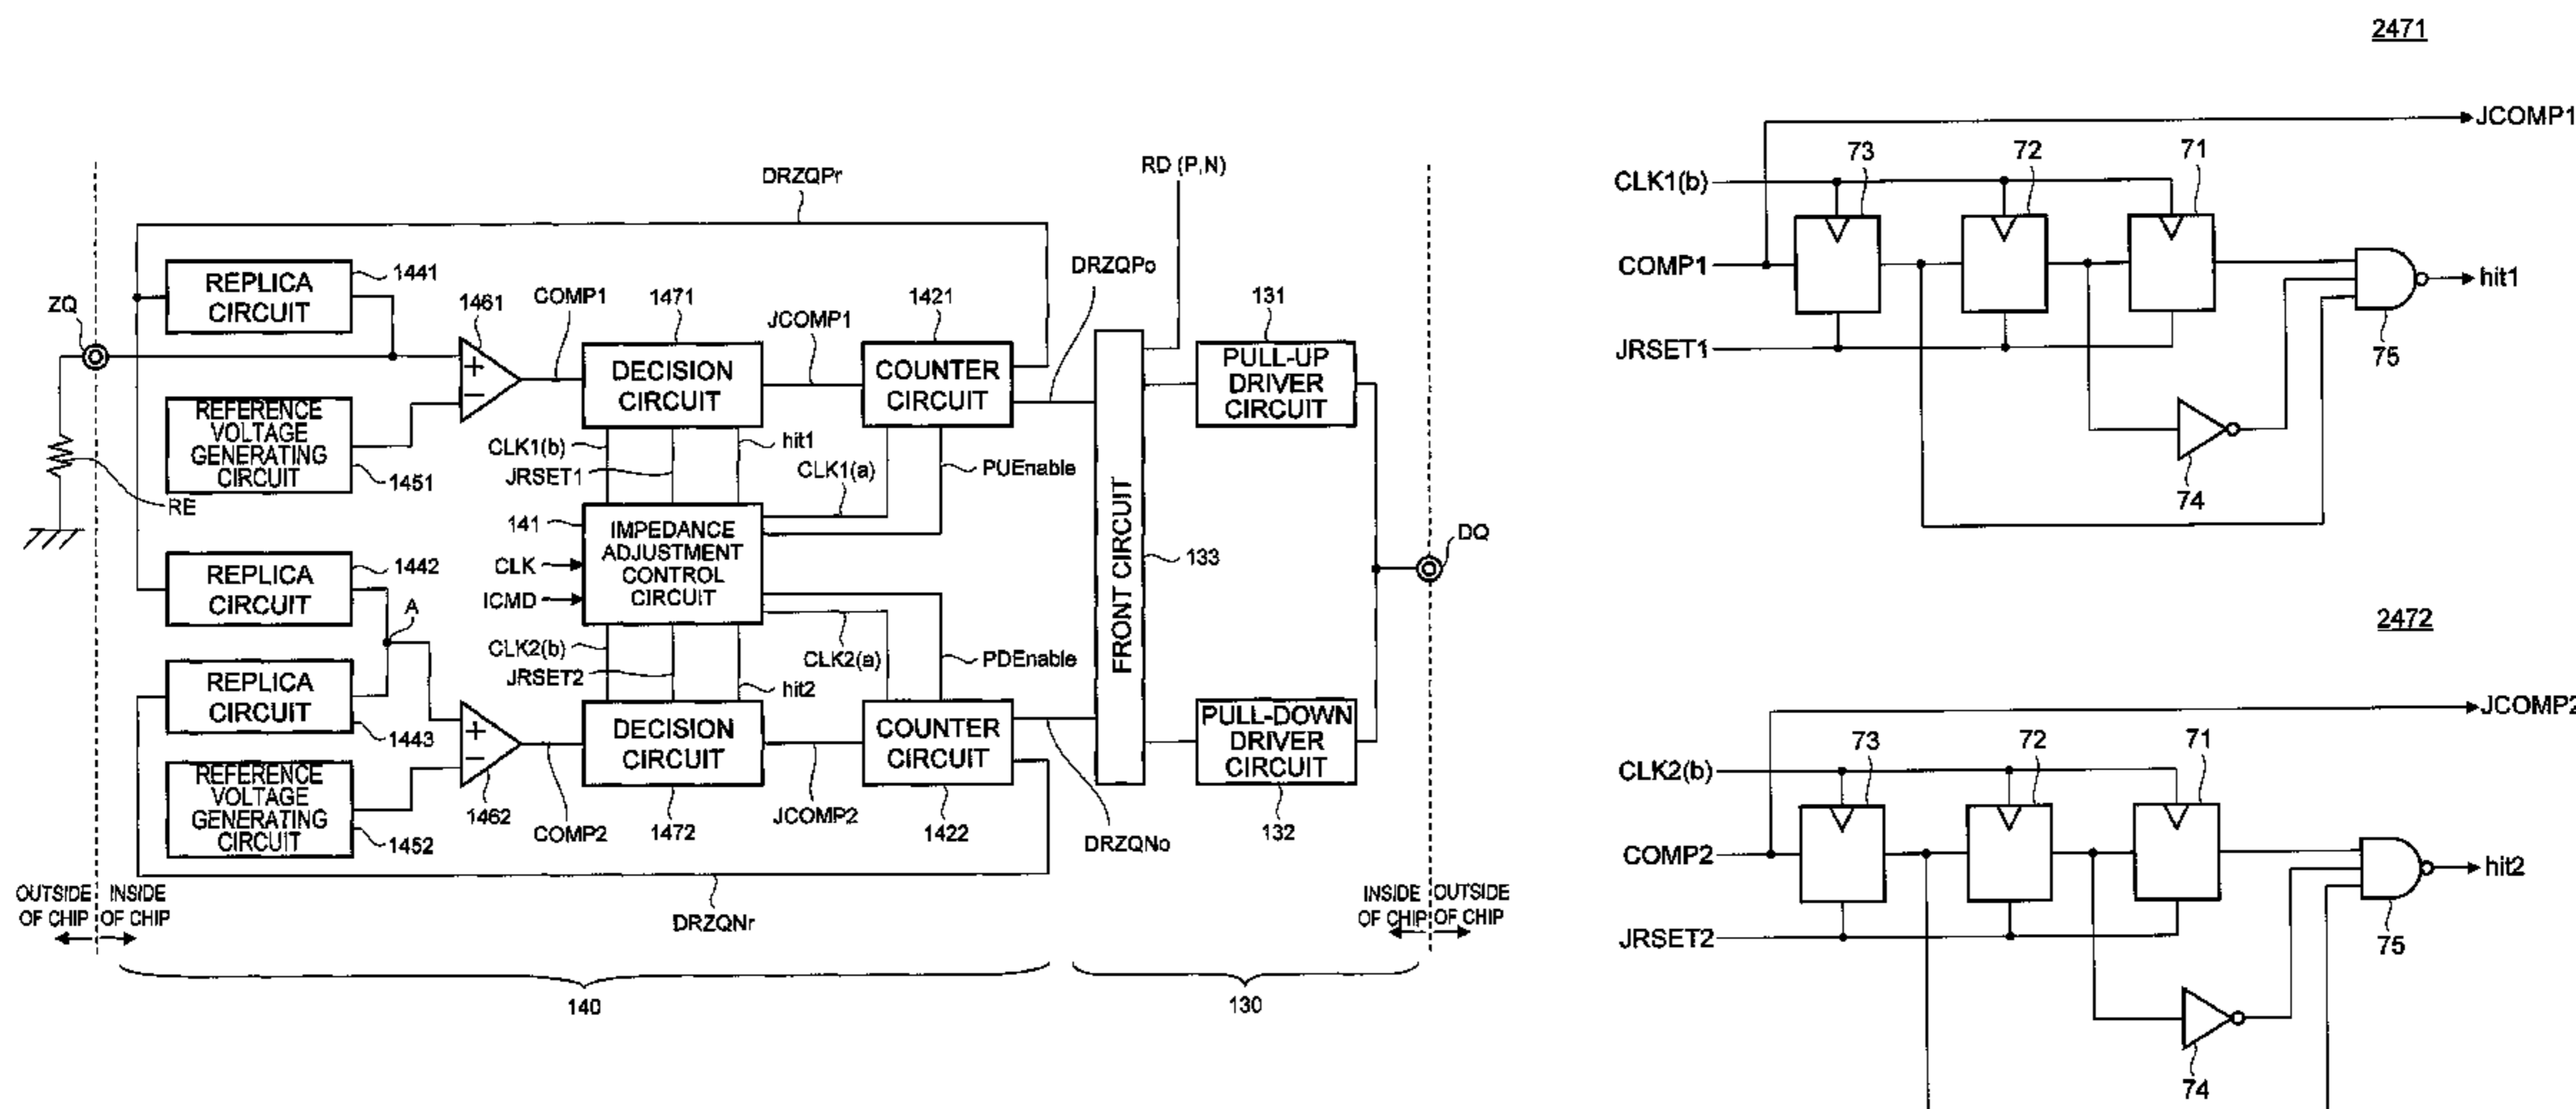 DRZQPr
RD (P,N)
REPLICA
CIRCUIT
1441
ZQ
1461
COMP1
1471
JCOMP1
1421
DRZQPo
131
DECISION
CIRCUIT
COUNTER
CIRCUIT
PULL-UP
DRIVER
CIRCUIT
REFERENCE
VOLTAGE
GENERATING
CIRCUIT
1451
RE
CLK1(b)
JRSET1
hit1
CLK1(a)
PUEnable
141
IMPEDANCE
ADJUSTMENT
CONTROL
CIRCUIT
CLK
ICMD
FRONT CIRCUIT
133
DQ
REPLICA
CIRCUIT
1442
A
CLK2(b)
JRSET2
hit2
CLK2(a)
PDEnable
REPLICA
CIRCUIT
1443
REFERENCE
VOLTAGE
GENERATING
CIRCUIT
1452
1462
COMP2
DECISION
CIRCUIT
1472
JCOMP2
COUNTER
CIRCUIT
1422
DRZQNo
PULL-DOWN
DRIVER
CIRCUIT
132
OUTSIDE
OF CHIP
INSIDE
OF CHIP
DRZQNr
INSIDE
OF CHIP
OUTSIDE
OF CHIP
140
130
2471
JCOMP1
73
72
71
CLK1(b)
COMP1
JRSET1
hit1
75
74
2472
JCOMP2
73
72
71
CLK2(b)
COMP2
JRSET2
hit2
75
74